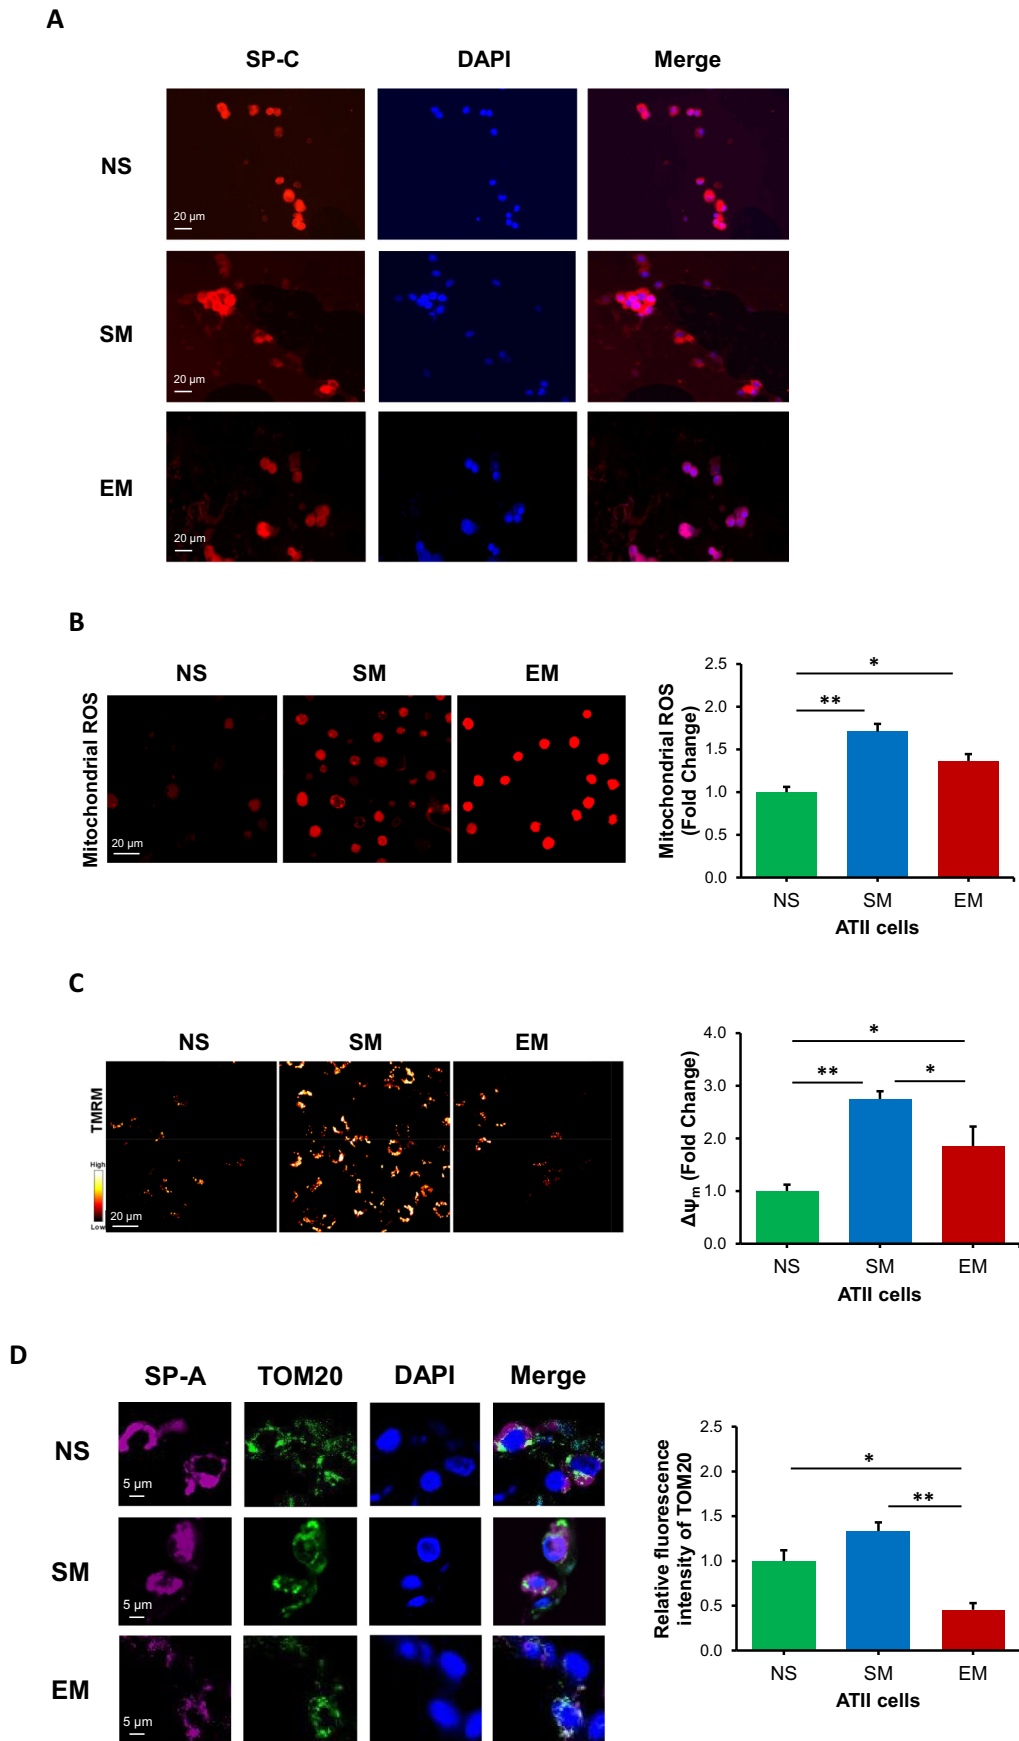 A
SP-C DAPI Merge
NS
20 µm
SM
20 µm
EM
20 µm
B
NS SM EM
Mitochondrial ROS
20 µm
Mitochondrial ROS
(Fold Change)
2.5
2.0
1.5
1.0
0.5
0.0
*
**
NS SM EM
ATII cells
C
NS SM EM
TMRM
High
Low
20 µm
ΔΨm (Fold Change)
4.0
3.0
2.0
1.0
0.0
*
** *
NS SM EM
ATII cells
D
SP-A TOM20 DAPI Merge
NS
5 µm
SM
5 µm
EM
5 µm
Relative fluorescence
intensity of TOM20
2.5
2.0
1.5
1.0
0.5
0.0
*
**
NS SM EM
ATII cells